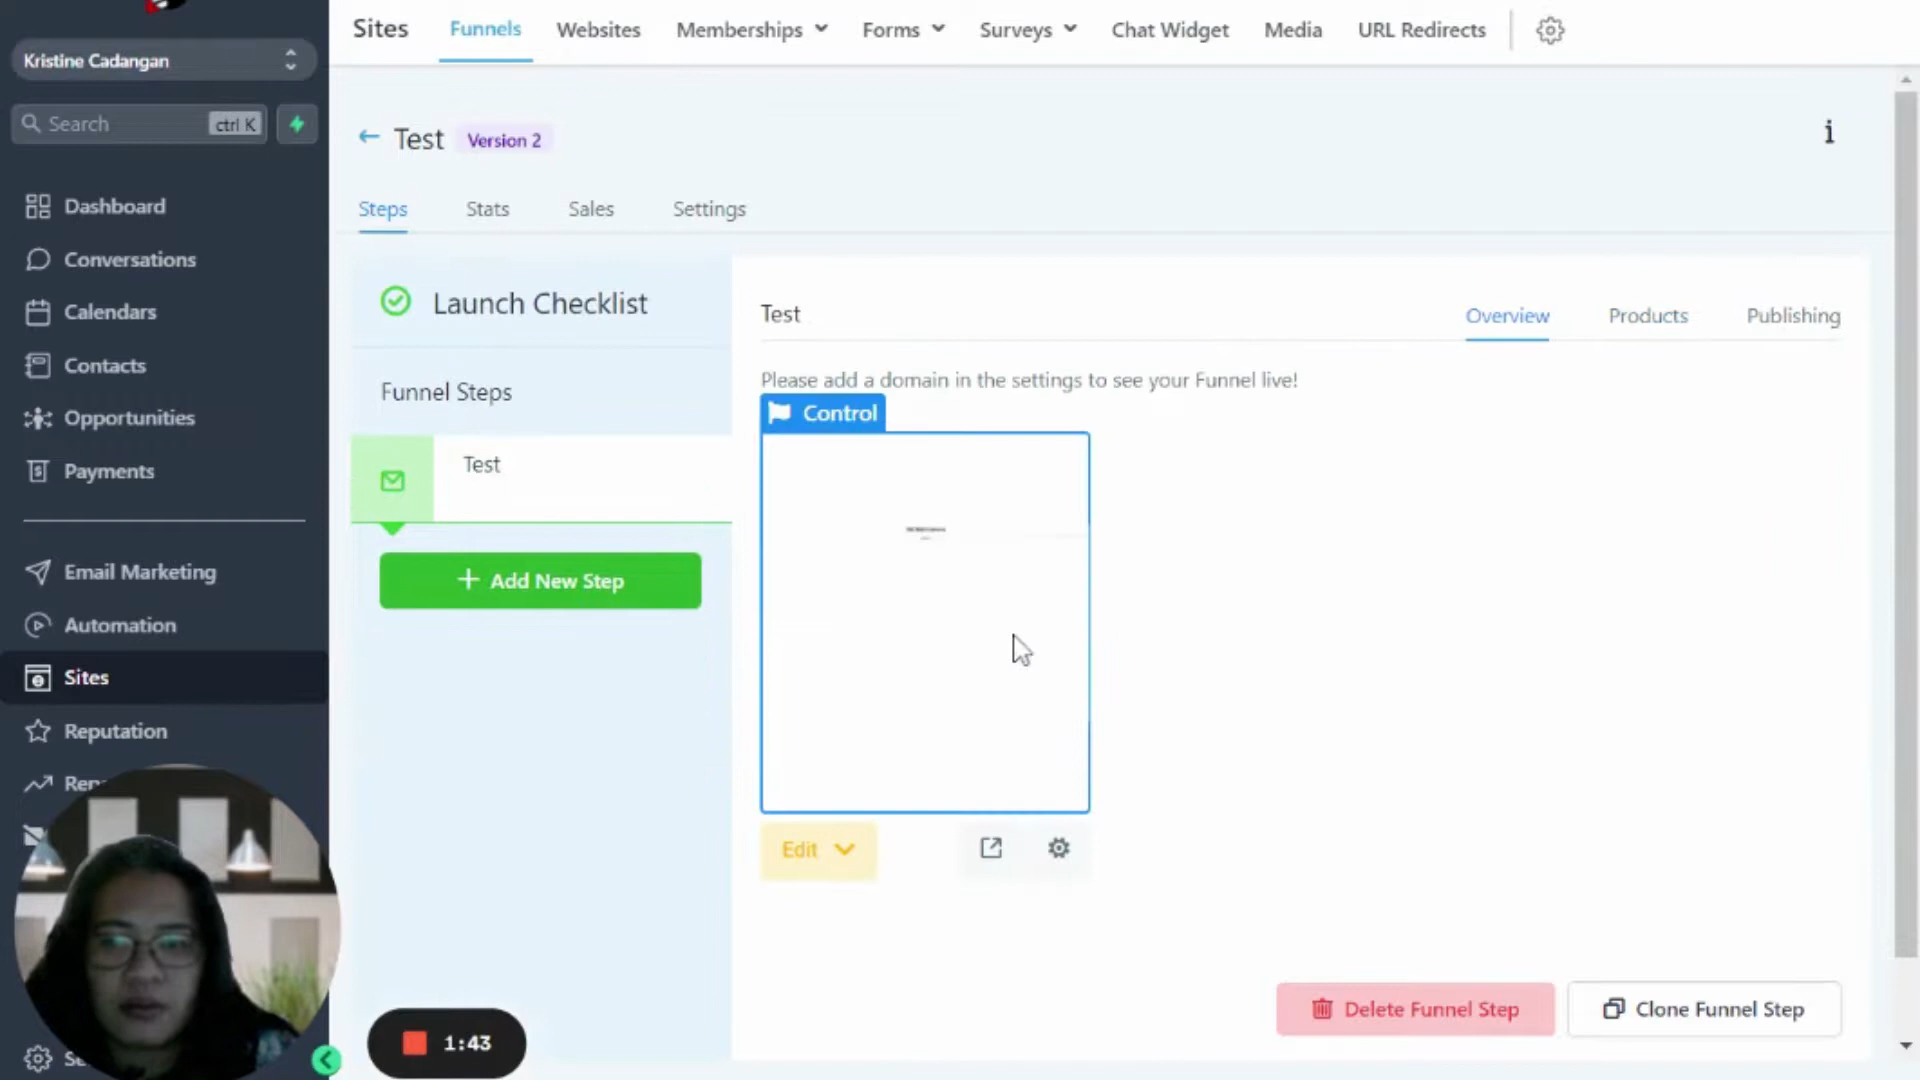 Sites Funnels Websites Memberships Forms Surveys Chat Widget Media URL Redirects
Kristine Cadangan
Search ctrl K
Test Version 2
i
Steps Stats Sales Settings
Dashboard
Conversations
Calendars
Contacts
Opportunities
Payments
Email Marketing
Automation
Sites
Reputation
Launch Checklist
Funnel Steps
Test
Add New Step
Test Overview Products Publishing
Please add a domain in the settings to see your Funnel live!
Control
Edit
Delete Funnel Step Clone Funnel Step
1:43